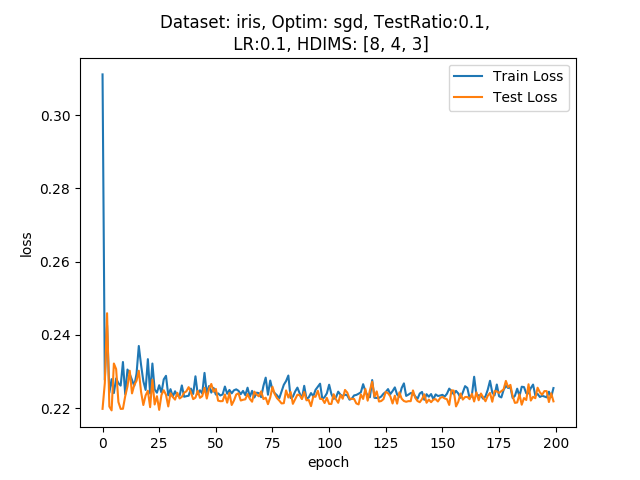 Dataset: iris, Optim: sgd, TestRatio:0.1,
LR:0.1, HDIMS: [8, 4, 3]
Train Loss
Test Loss
0.30
0.28
0.26
0.24
0.22
loss
0 25 50 75 100 125 150 175 200
epoch